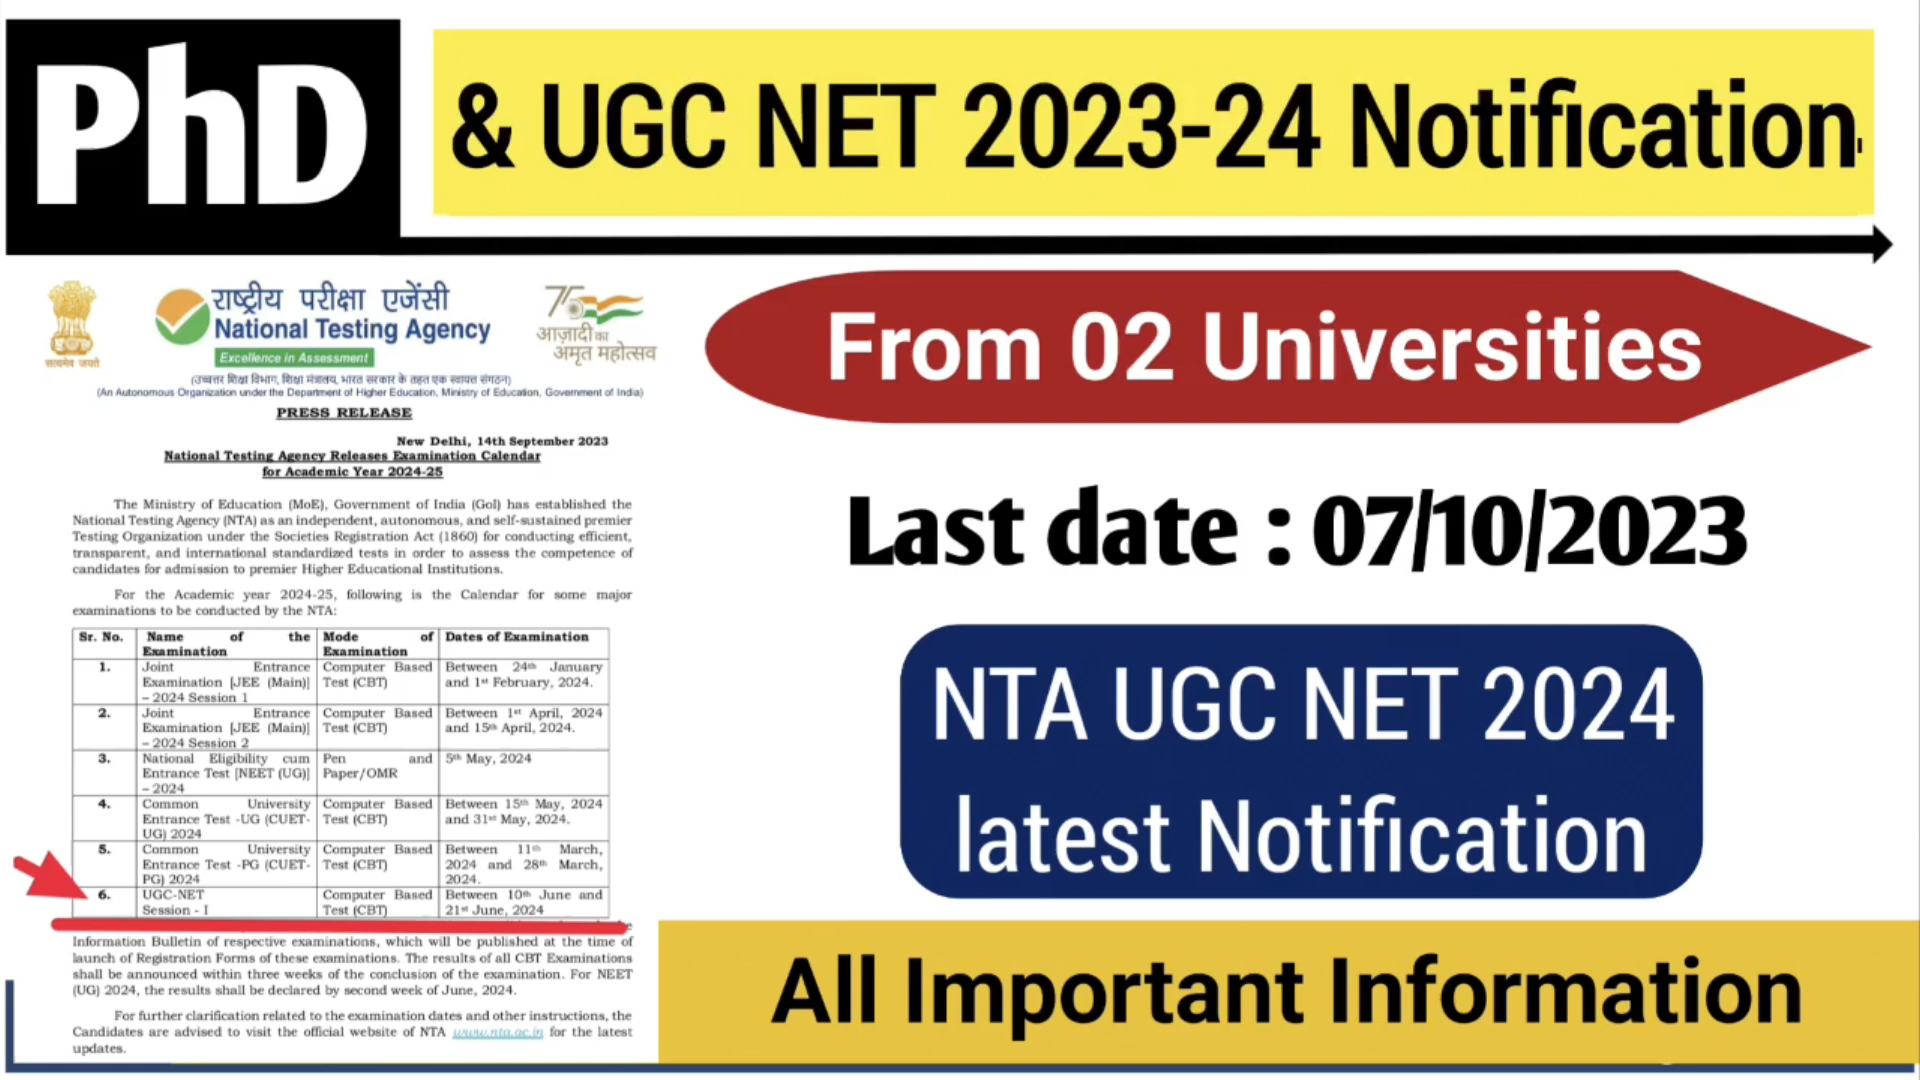 PhD
& UGC NET 2023-24 Notification
सत्यमेव जयते
राष्ट्रीय परीक्षा एजेंसी
National Testing Agency
Excellence in Assessment
75
आज़ादी का
अमृत महोत्सव
(उच्चतर शिक्षा विभाग, शिक्षा मंत्रालय, भारत सरकार के तहत एक स्वायत्त संगठन)
(An Autonomous Organization under the Department of Higher Education, Ministry of Education, Government of India)
PRESS RELEASE
New Delhi, 14th September 2023
National Testing Agency Releases Examination Calendar
for Academic Year 2024-25
The Ministry of Education (MoE), Government of India (GoI) has established the
National Testing Agency (NTA) as an independent, autonomous, and self-sustained premier
Testing Organization under the Societies Registration Act (1860) for conducting efficient,
transparent, and international standardized tests in order to assess the competence of
candidates for admission to premier Higher Educational Institutions.
For the Academic year 2024-25, following is the Calendar for some major
examinations to be conducted by the NTA:
Sr. No. Name of the Mode of Dates of Examination
Examination Examination
1. Joint Entrance Computer Based Between 24th January
Examination [JEE (Main)] Test (CBT) and 1st February, 2024.
– 2024 Session 1
2. Joint Entrance Computer Based Between 1st April, 2024
Examination [JEE (Main)] Test (CBT) and 15th April, 2024.
– 2024 Session 2
3. National Eligibility cum Pen and 5th May, 2024
Entrance Test [NEET (UG)] Paper/OMR
– 2024
4. Common University Computer Based Between 15th May, 2024
Entrance Test -UG (CUET- Test (CBT) and 31st May, 2024.
UG) 2024
5. Common University Computer Based Between 11th March,
Entrance Test -PG (CUET- Test (CBT) 2024 and 28th March,
PG) 2024 2024.
6. UGC-NET Computer Based Between 10th June and
Session - I Test (CBT) 21st June, 2024
Information Bulletin of respective examinations, which will be published at the time of
launch of Registration Forms of these examinations. The results of all CBT Examinations
shall be announced within three weeks of the conclusion of the examination. For NEET
(UG) 2024, the results shall be declared by second week of June, 2024.
For further clarification related to the examination dates and other instructions, the
Candidates are advised to visit the official website of NTA www.nta.ac.in for the latest
updates.
From 02 Universities
Last date : 07/10/2023
NTA UGC NET 2024
latest Notification
All Important Information